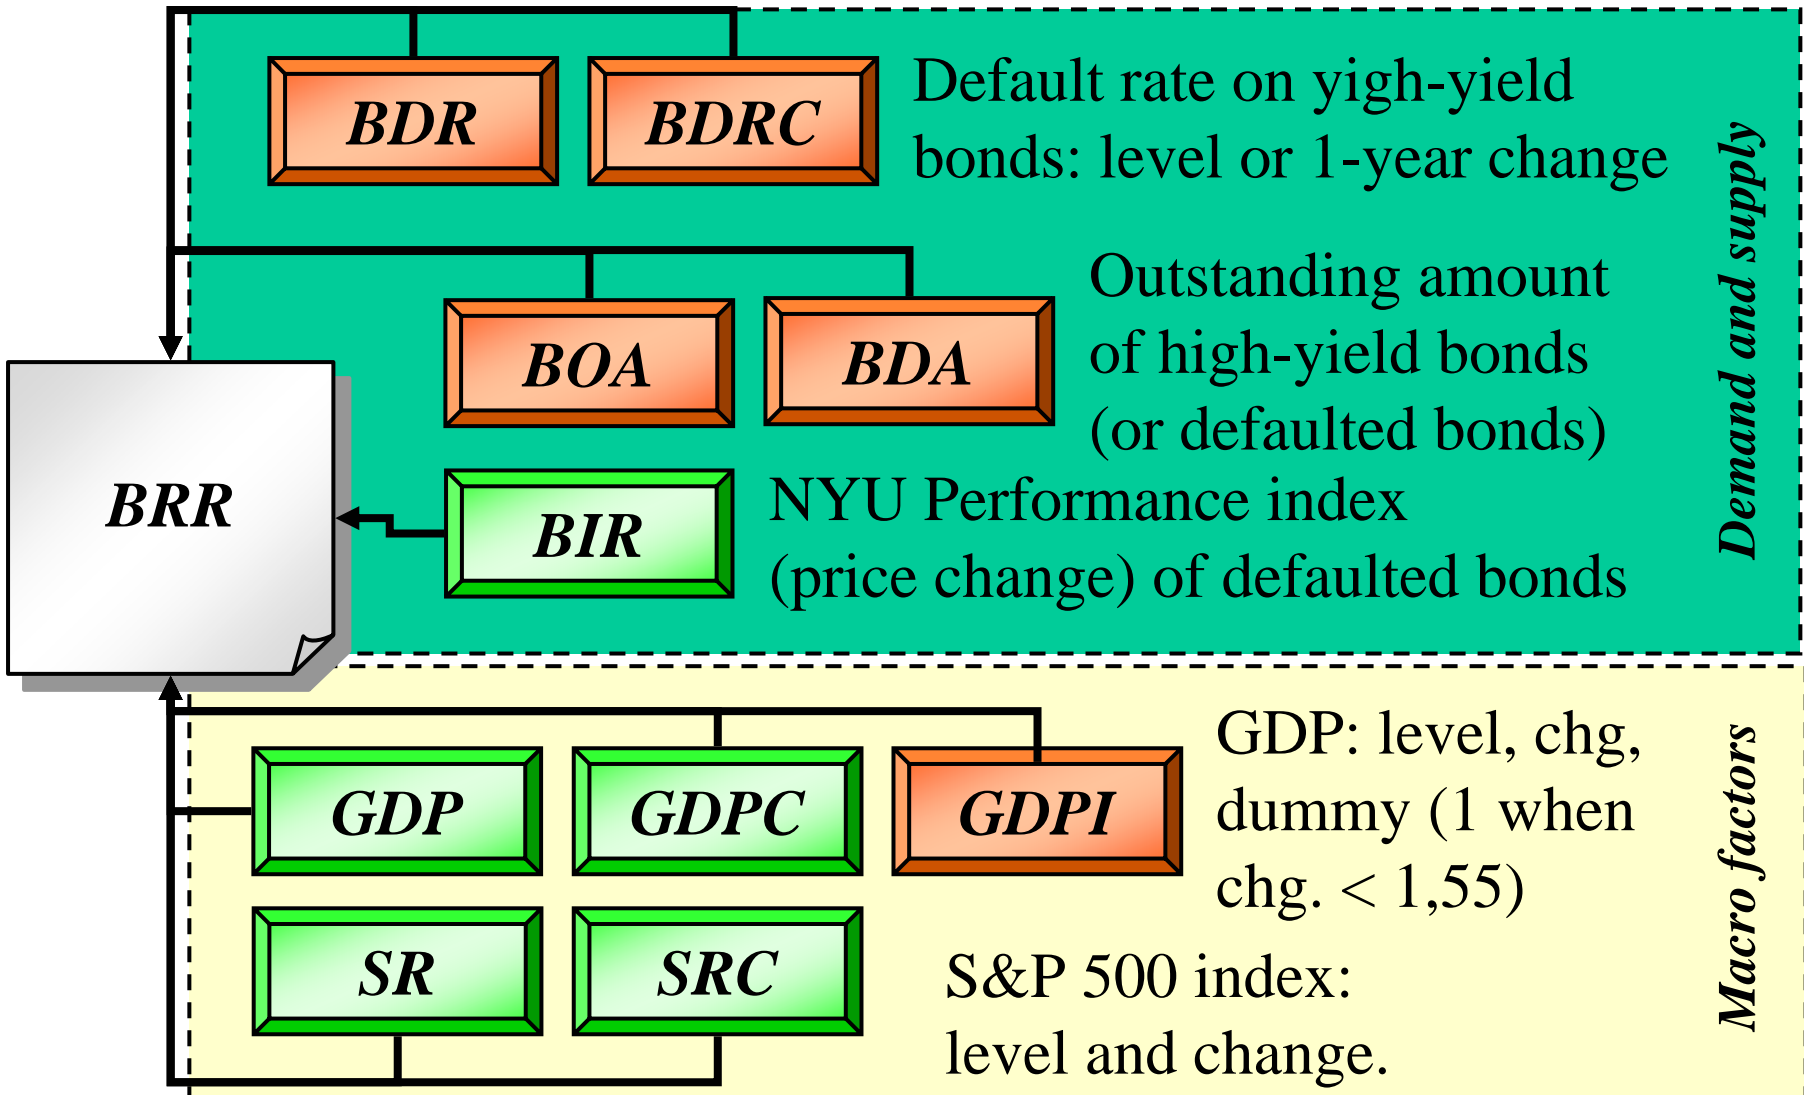 BDR
BDRC
Default rate on yigh-yield
bonds: level or 1-year change
BOA
BDA
Outstanding amount
of high-yield bonds
(or defaulted bonds)
BRR
BIR
NYU Performance index
(price change) of defaulted bonds
Demand and supply
GDP
GDPC
GDPI
GDP: level, chg,
dummy (1 when
chg. < 1,55)
SR
SRC
S&P 500 index:
level and change.
Macro factors